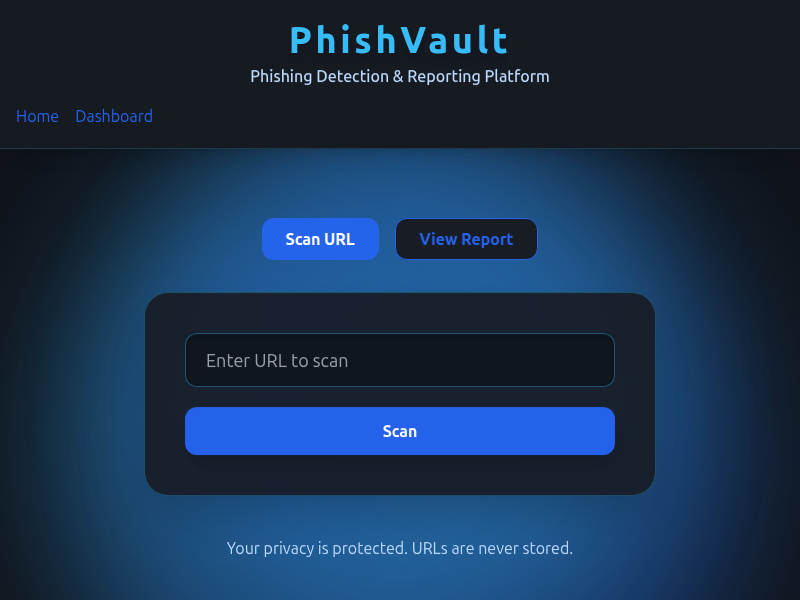 PhishVault
Phishing Detection & Reporting Platform
Home Dashboard
Scan URL View Report
Enter URL to scan
Scan
Your privacy is protected. URLs are never stored.